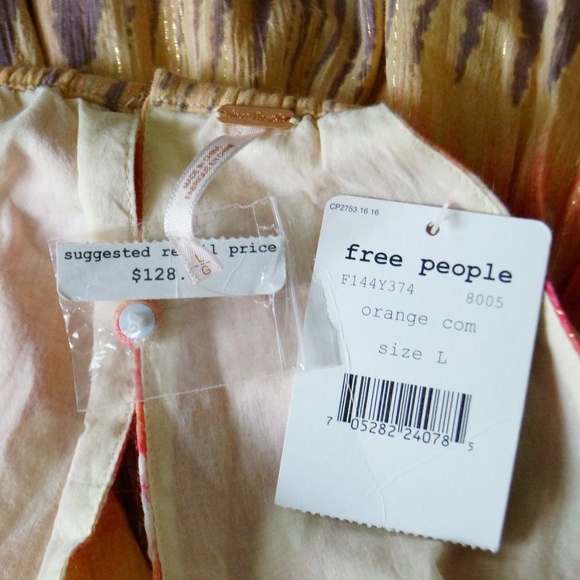 CP2753 16 16
free people
F144Y374 8005
orange com
size L
7 05282 24078 5
suggested retail price
$128.
L/G